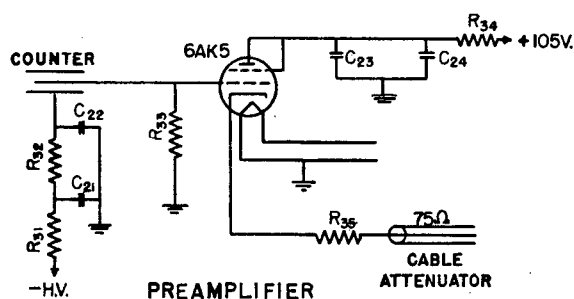 COUNTER
6AK5
R34
+105V.
C23
C24
C22
R33
R32
C21
R31
-H.V.
R35
75Ω
CABLE
ATTENUATOR
PREAMPLIFIER